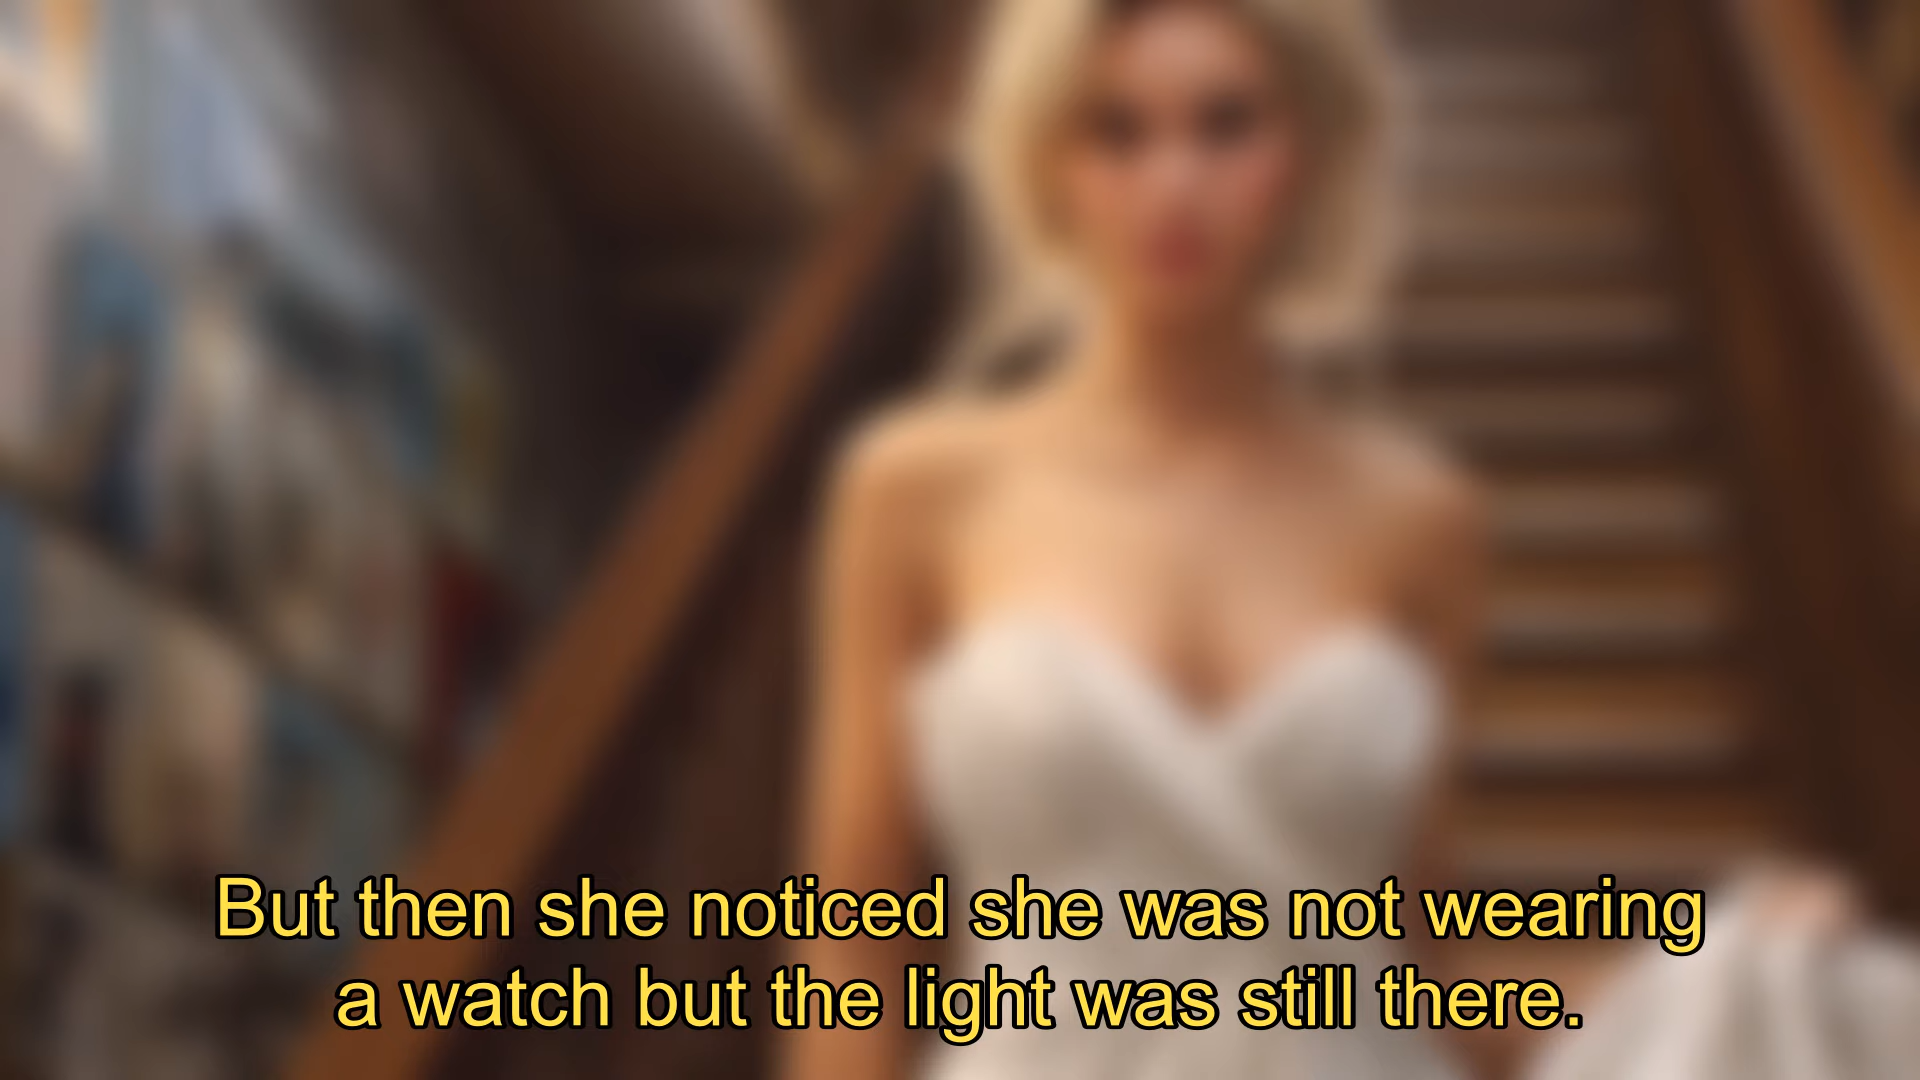 But then she noticed she was not wearing
a watch but the light was still there.